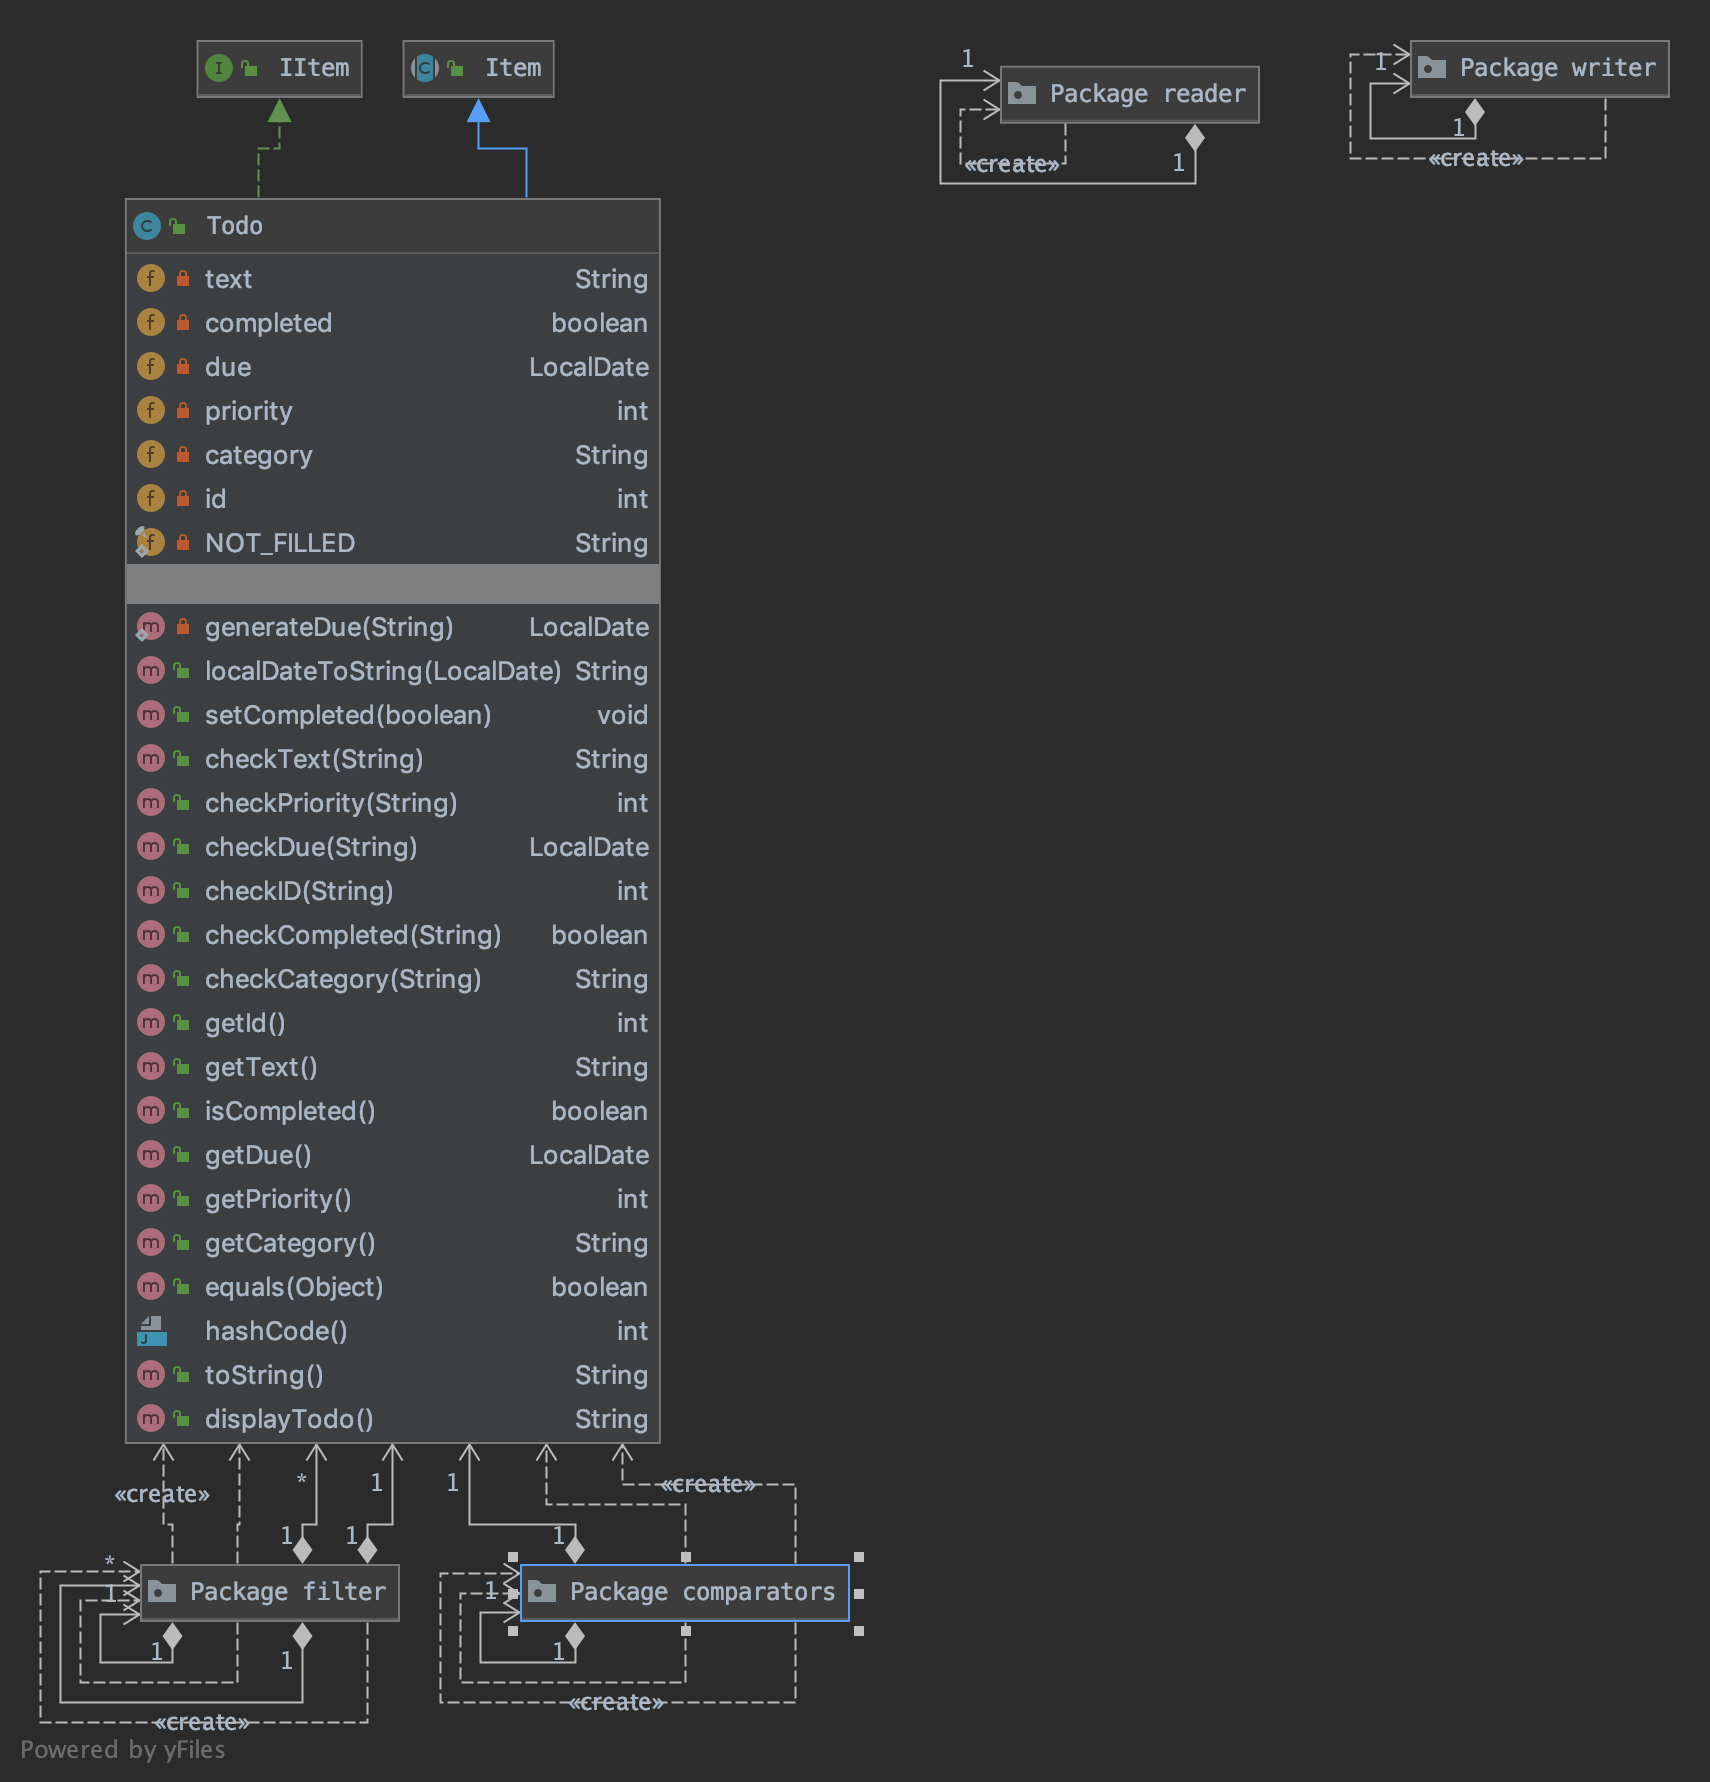 IItem
Item
1
Package reader
«create»
1
1
Package writer
1
«create»
Todo
text String
completed boolean
due LocalDate
priority int
category String
id int
NOT_FILLED String
generateDue(String) LocalDate
localDateToString(LocalDate) String
setCompleted(boolean) void
checkText(String) String
checkPriority(String) int
checkDue(String) LocalDate
checkID(String) int
checkCompleted(String) boolean
checkCategory(String) String
getId() int
getText() String
isCompleted() boolean
getDue() LocalDate
getPriority() int
getCategory() String
equals(Object) boolean
hashCode() int
toString() String
displayTodo() String
«create»
*
1
1
«create»
1
1
1
*
1
Package filter
1
Package comparators
1
1
1
«create»
«create»
Powered by yFiles